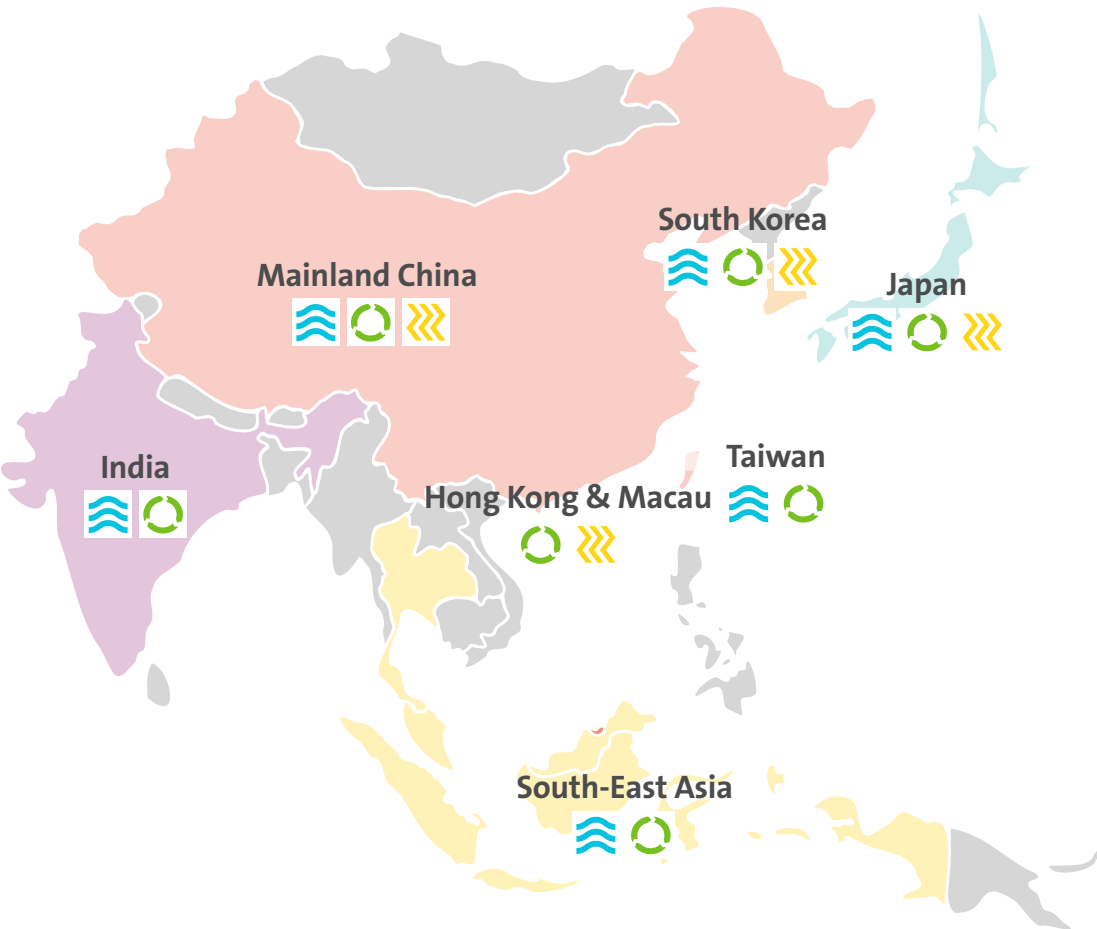 South Korea
Mainland China
Japan
India
Taiwan
Hong Kong & Macau
South-East Asia